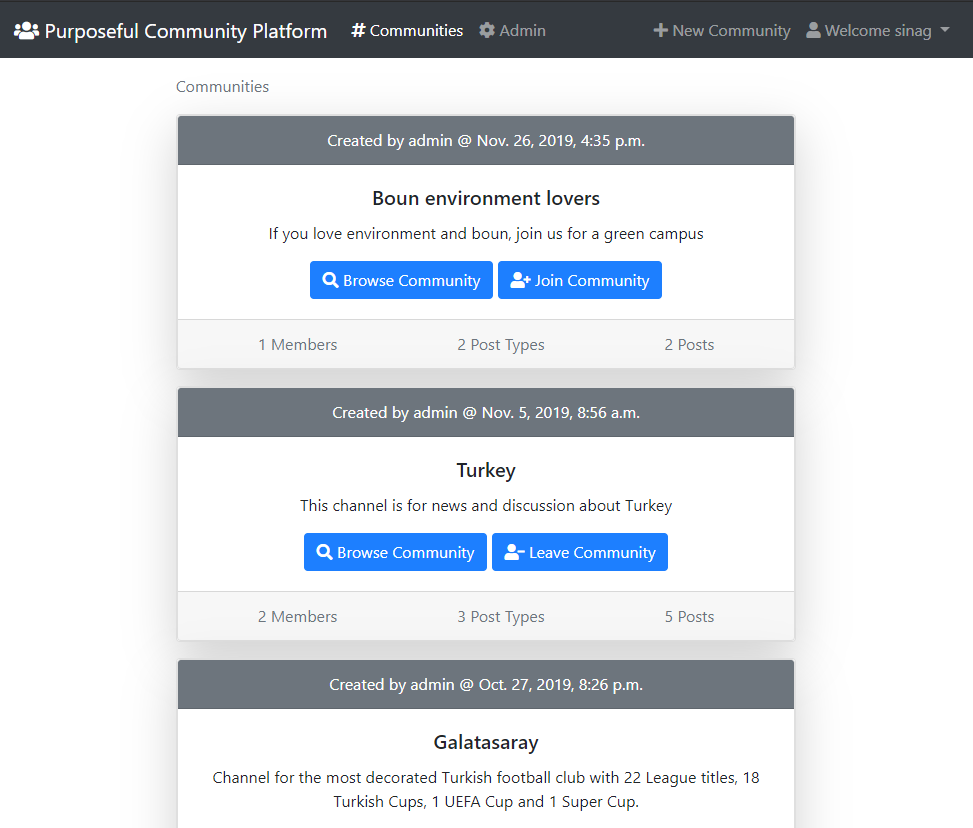 Purposeful Community Platform # Communities Admin New Community Welcome sinag
Communities
Created by admin @ Nov. 26, 2019, 4:35 p.m.
Boun environment lovers
If you love environment and boun, join us for a green campus
Browse Community Join Community
1 Members 2 Post Types 2 Posts
Created by admin @ Nov. 5, 2019, 8:56 a.m.
Turkey
This channel is for news and discussion about Turkey
Browse Community Leave Community
2 Members 3 Post Types 5 Posts
Created by admin @ Oct. 27, 2019, 8:26 p.m.
Galatasaray
Channel for the most decorated Turkish football club with 22 League titles, 18
Turkish Cups, 1 UEFA Cup and 1 Super Cup.